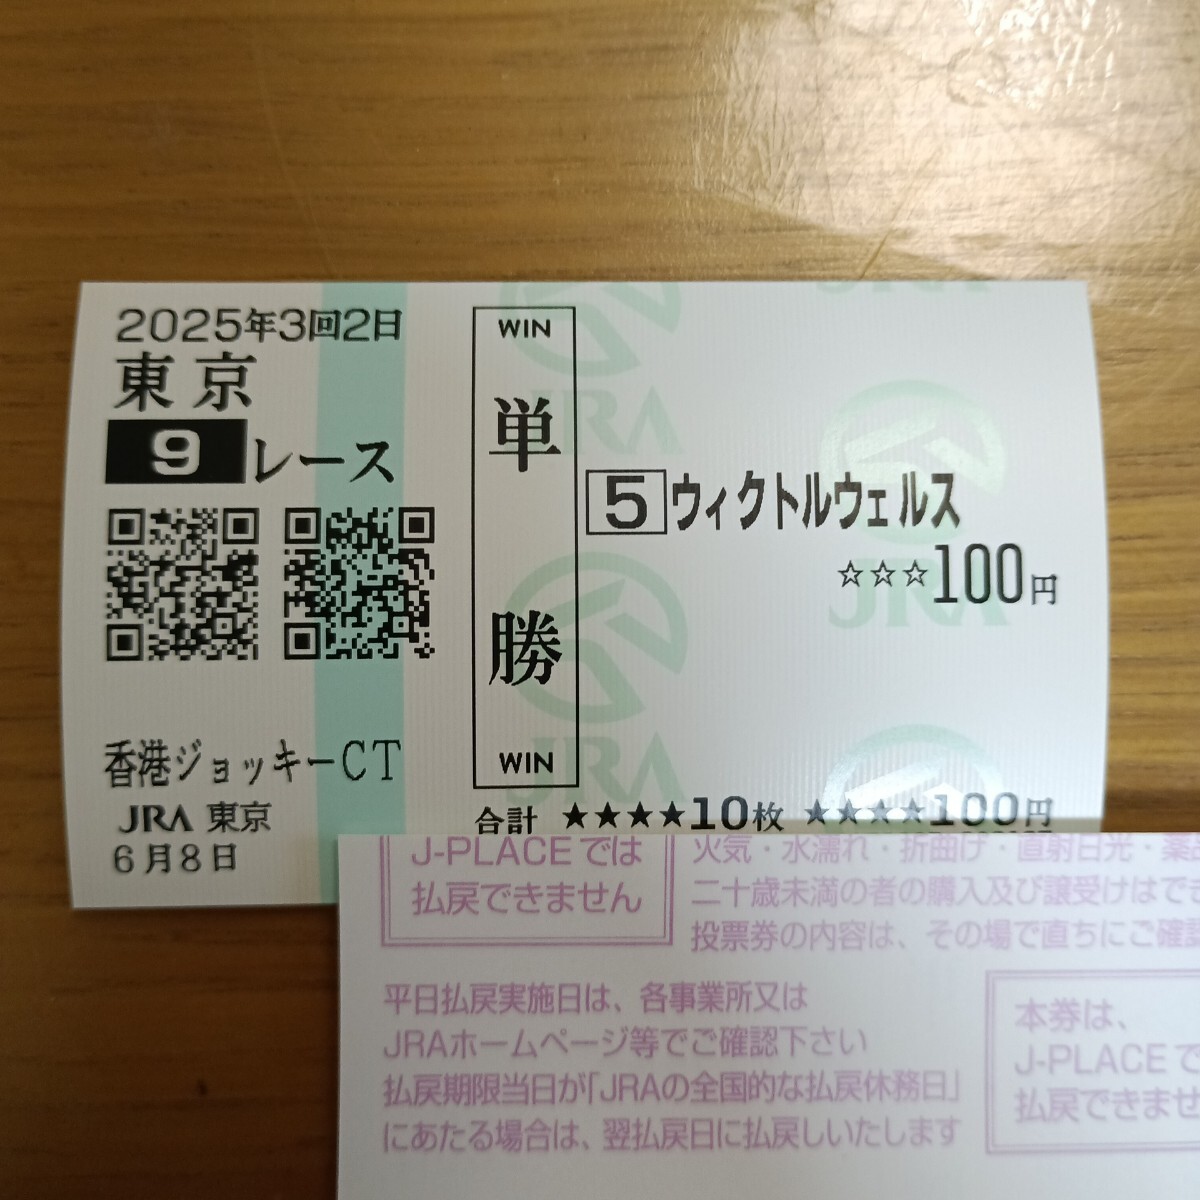 2025年3回2日
東京
9レース
香港ジョッキーCT
JRA 東京
6月8日
WIN
単勝
WIN
5 ウィクトルウェルス
☆☆☆100円
合計 ★★★★10枚 ★★★★100円
JRA
JRA
JRA
JRA
J-PLACEでは
払戻できません
火気・水濡れ・折曲げ・直射日光・薬
二十歳未満の者の購入及び譲受けはで
投票券の内容は、その場で直ちにご確
平日払戻実施日は、各事業所又は
JRAホームページ等でご確認下さい
払戻期限当日が「JRAの全国的な払戻休務日」
にあたる場合は、翌払戻日に払戻しいたします
本券は、
J-PLACEで
払戻できませ